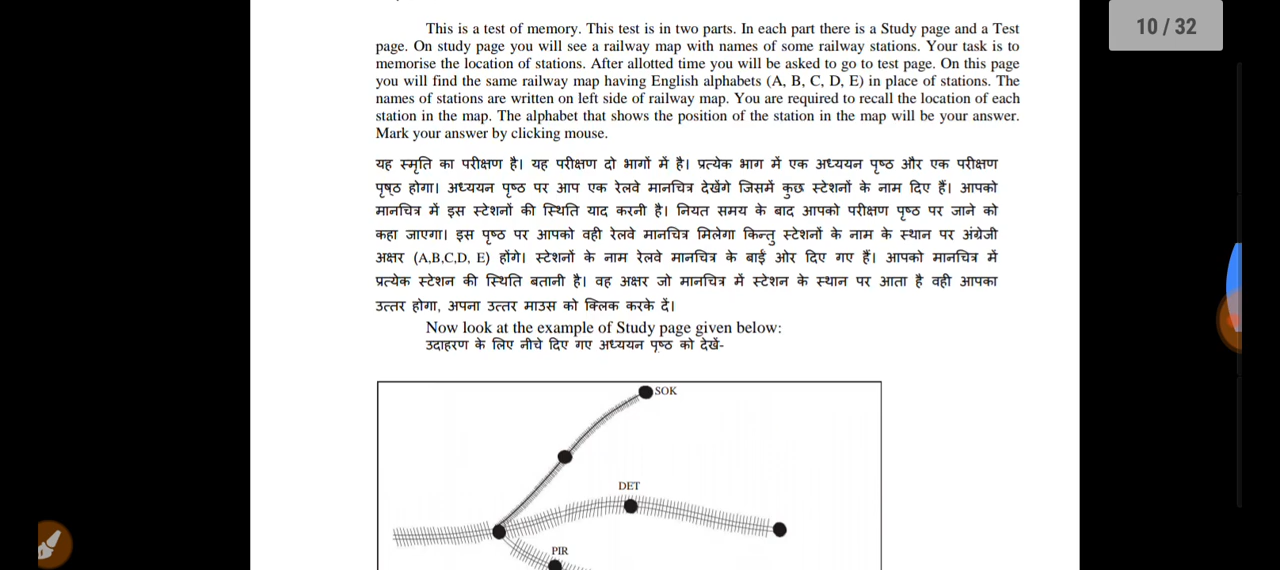 10 / 32
This is a test of memory. This test is in two parts. In each part there is a Study page and a Test
page. On study page you will see a railway map with names of some railway stations. Your task is to
memorise the location of stations. After allotted time you will be asked to go to test page. On this page
you will find the same railway map having English alphabets (A, B, C, D, E) in place of stations. The
names of stations are written on left side of railway map. You are required to recall the location of each
station in the map. The alphabet that shows the position of the station in the map will be your answer.
Mark your answer by clicking mouse.
यह स्मृति का परीक्षण है। यह परीक्षण दो भागों में है। प्रत्येक भाग में एक अध्ययन पृष्ठ और एक परीक्षण
पृष्ठ होगा। अध्ययन पृष्ठ पर आप एक रेलवे मानचित्र देखेंगे जिसमें कुछ स्टेशनों के नाम दिए हैं। आपको
मानचित्र में इस स्टेशनों की स्थिति याद करनी है। नियत समय के बाद आपको परीक्षण पृष्ठ पर जाने को
कहा जाएगा। इस पृष्ठ पर आपको वही रेलवे मानचित्र मिलेगा किन्तु स्टेशनों के नाम के स्थान पर अंग्रेजी
अक्षर (A,B,C,D, E) होंगे। स्टेशनों के नाम रेलवे मानचित्र के बाईं ओर दिए गए हैं। आपको मानचित्र में
प्रत्येक स्टेशन की स्थिति बतानी है। वह अक्षर जो मानचित्र में स्टेशन के स्थान पर आता है वही आपका
उत्तर होगा, अपना उत्तर माउस को क्लिक करके दें।
Now look at the example of Study page given below:
उदाहरण के लिए नीचे दिए गए अध्ययन पृष्ठ को देखें-
SOK
DET
PIR